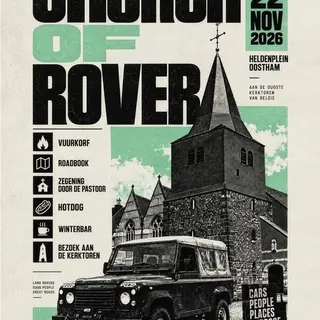 CHURCH
OF
ROVER
22
NOV
2026
HELDENPLEIN
OOSTHAM
AAN DE OUDSTE
KERKTOREN
VAN BELGIË
VUURKORF
ROADBOOK
ZEGENING
DOOR DE PASTOOR
HOTDOG
WINTERBAR
BEZOEK AAN
DE KERKTOREN
LAND ROVERS
GOOD PEOPLE
GREAT ROADS
CARS
PEOPLE
PLACES